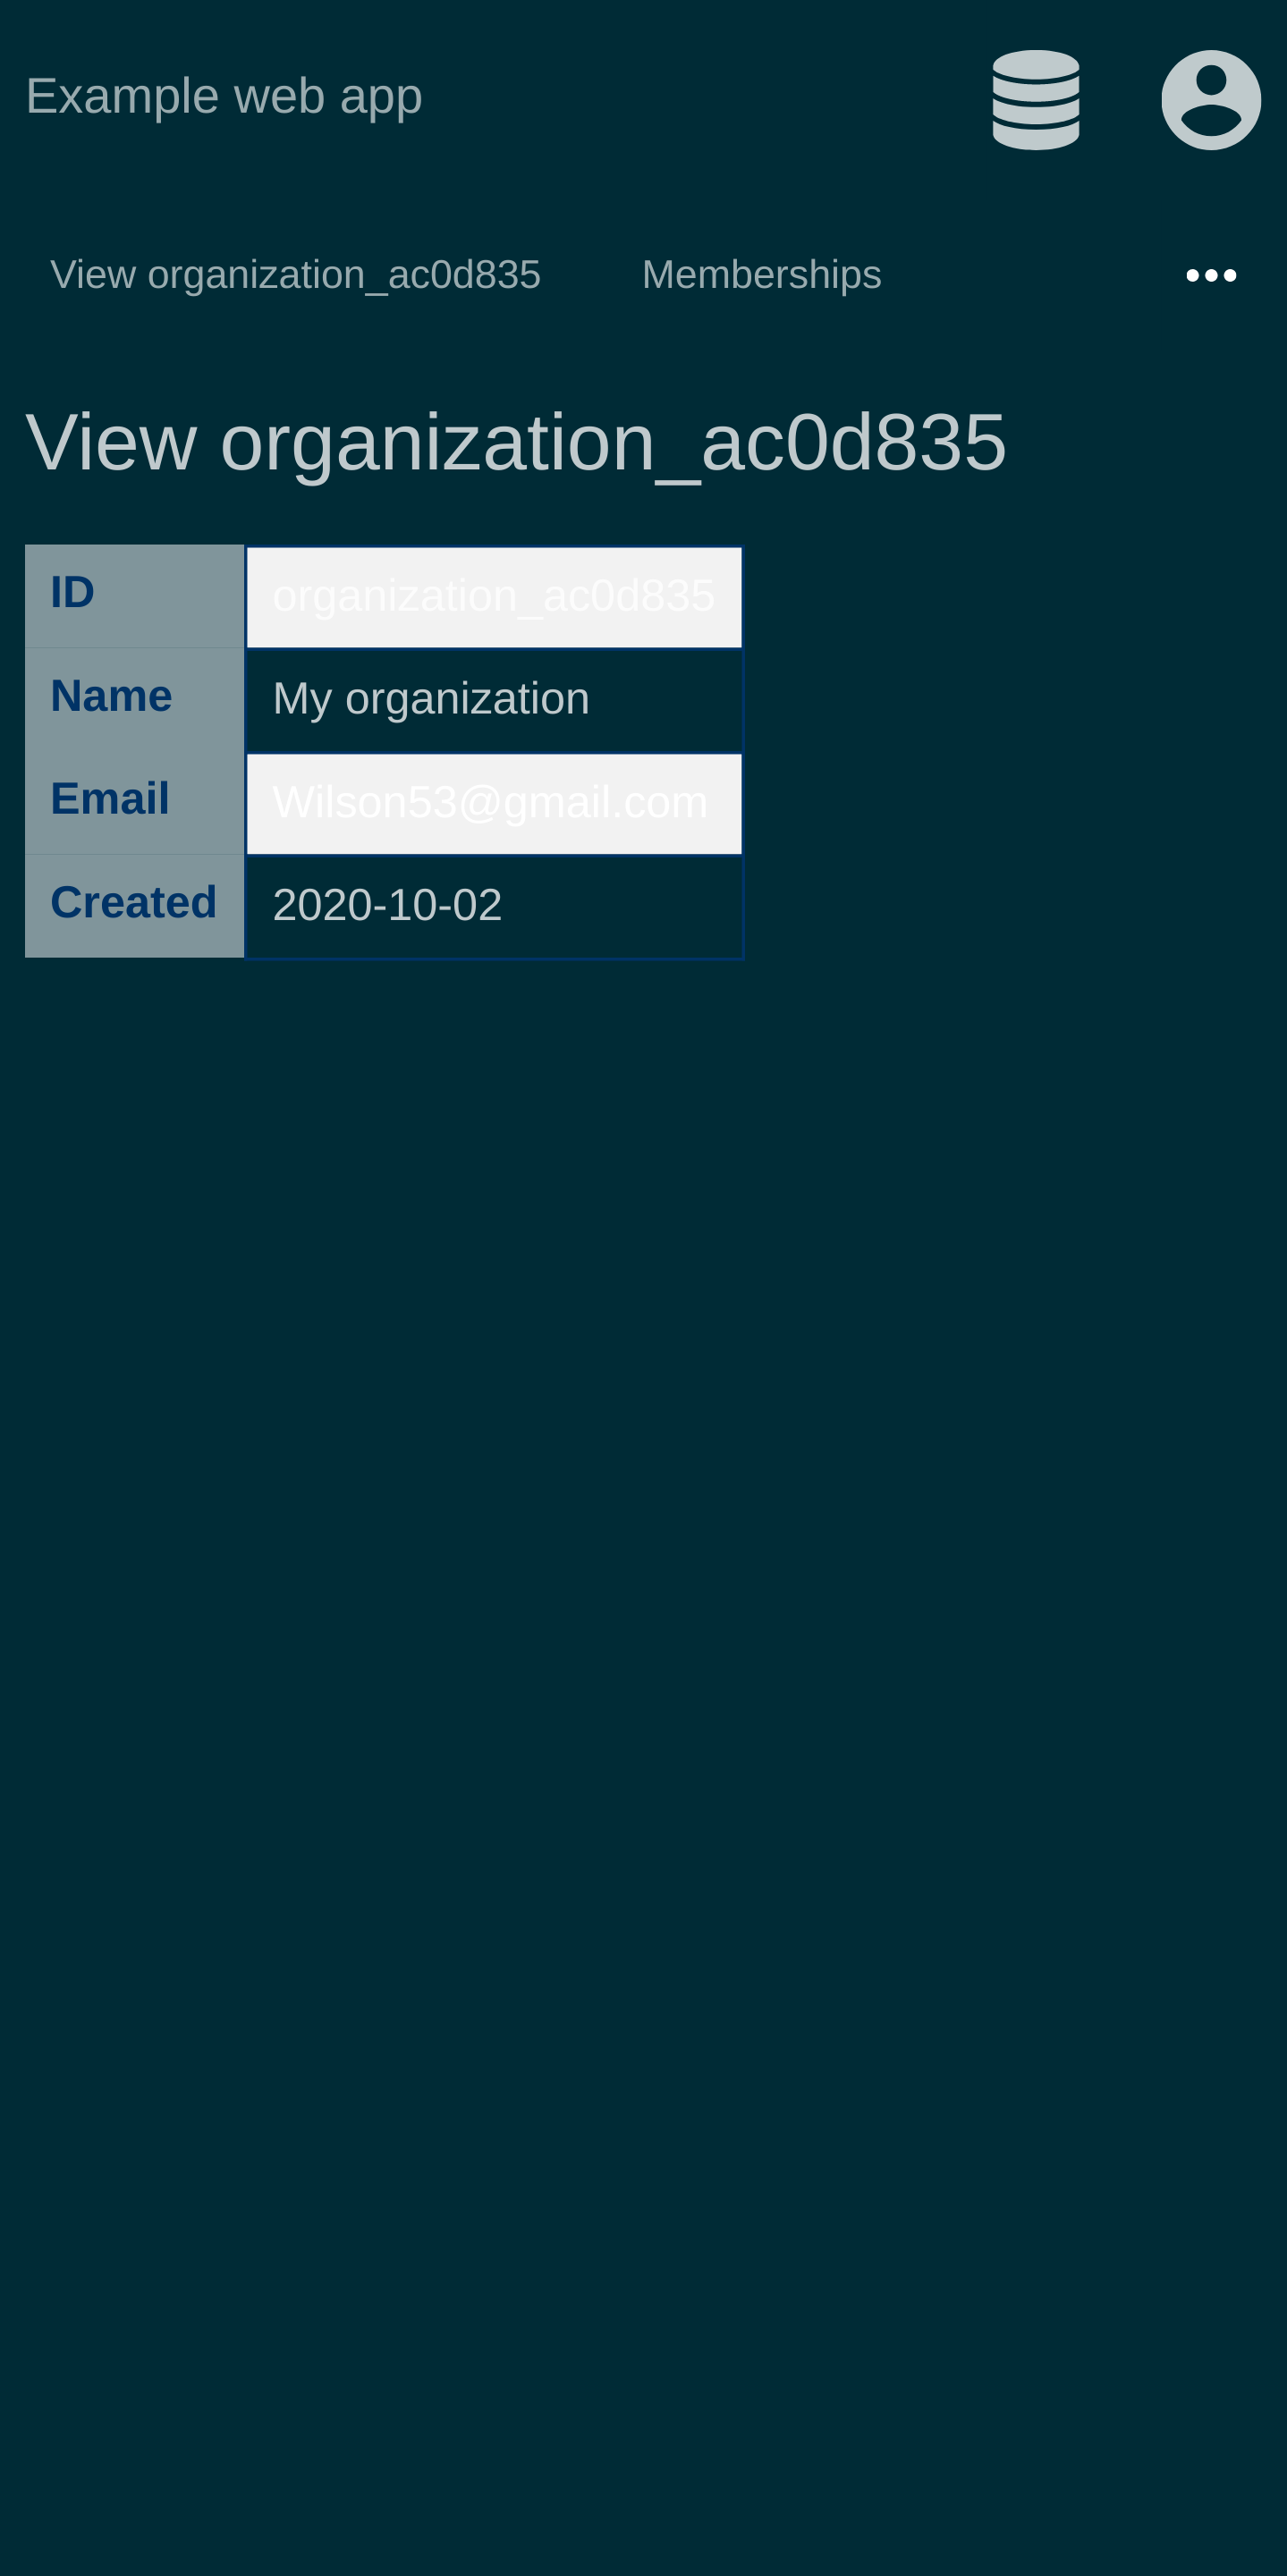 Example web app
View organization_ac0d835 Memberships
View organization_ac0d835
ID organization_ac0d835
Name My organization
Email Wilson53@gmail.com
Created 2020-10-02